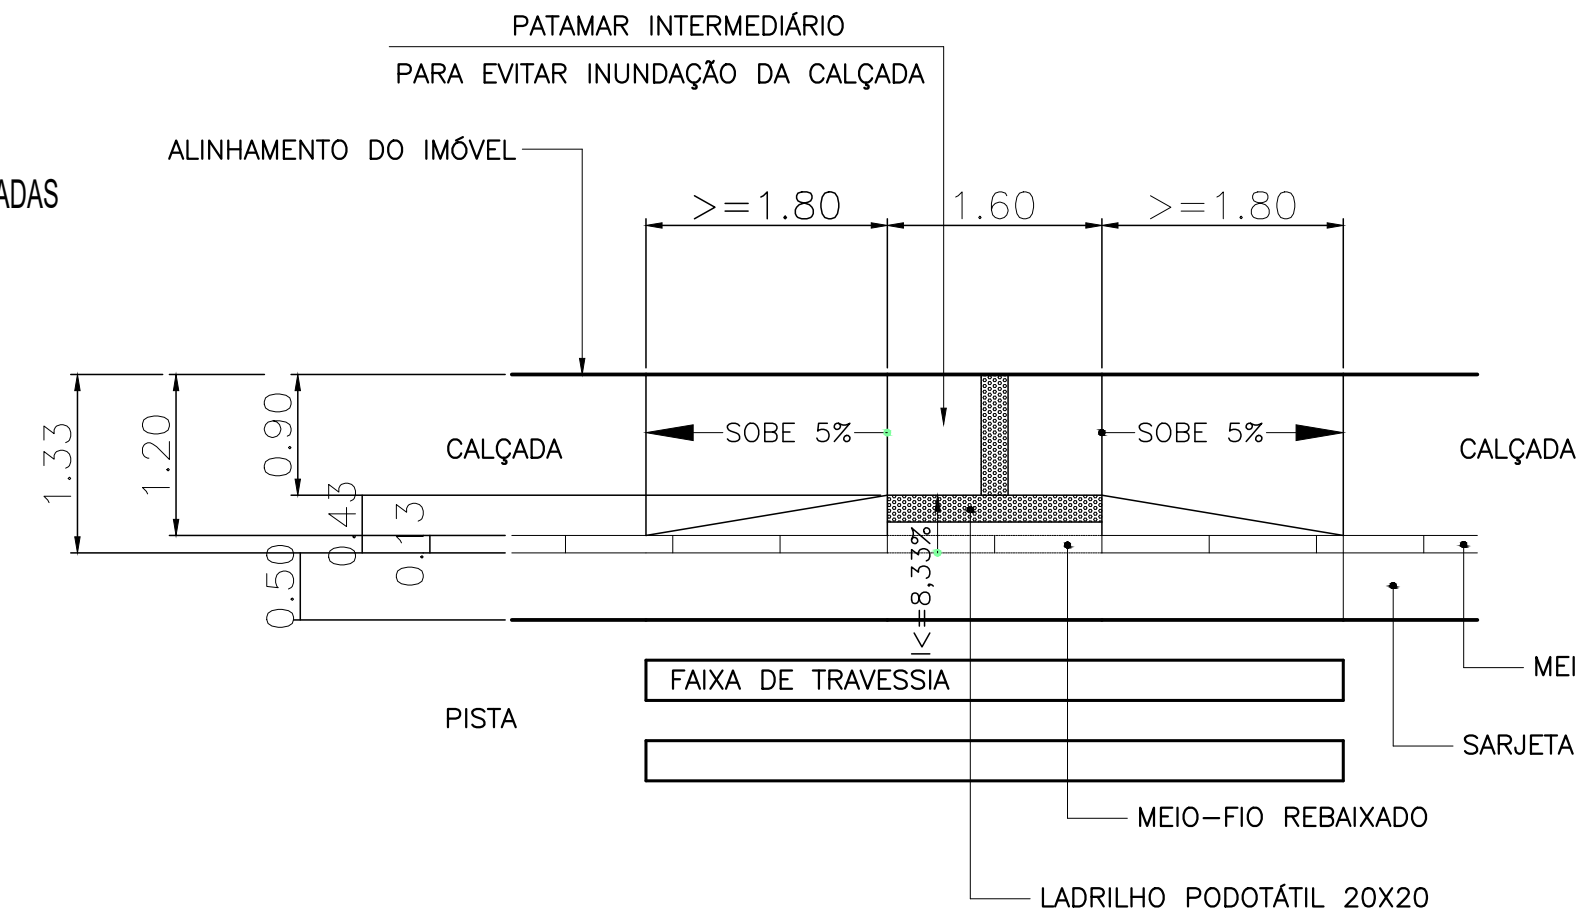 PATAMAR INTERMEDIÁRIO
PARA EVITAR INUNDAÇÃO DA CALÇADA
ALINHAMENTO DO IMÓVEL
ADAS
>=1.80
1.60
>=1.80
1.33
1.20
0.90
0.43
0.13
0.50
CALÇADA
SOBE 5%
SOBE 5%
CALÇADA
I<=8,33%
FAIXA DE TRAVESSIA
MEI
PISTA
SARJETA
MEIO-FIO REBAIXADO
LADRILHO PODOTÁTIL 20X20